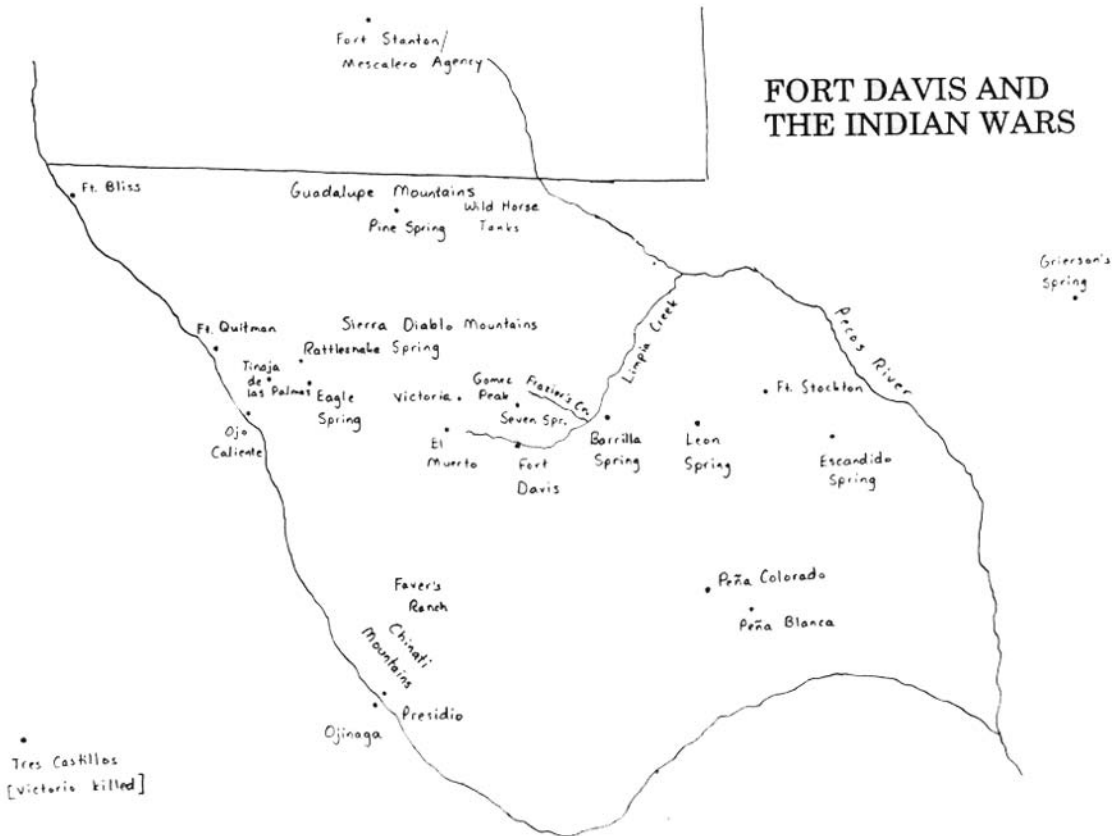 Fort Stanton/
Mescalero Agency
FORT DAVIS AND
THE INDIAN WARS
Ft. Bliss
Guadalupe Mountains
Pine Spring
Wild Horse
Tanks
Grierson's
Spring
Ft. Quitman
Sierra Diablo Mountains
Rattlesnake Spring
Tinaja
de
las Palmas
Eagle
Spring
Ojo
Caliente
Victoria
Gomez
Peak
Frazier's Cr.
Seven Spr.
Limpia Creek
Pecos River
Ft. Stockton
El
Muerto
Fort
Davis
Barrilla
Spring
Leon
Spring
Escandido
Spring
Faver's
Ranch
Chinati
Mountains
Peña Colorado
Peña Blanca
Presidio
Ojinaga
Tres Castillos
[Victorio killed]